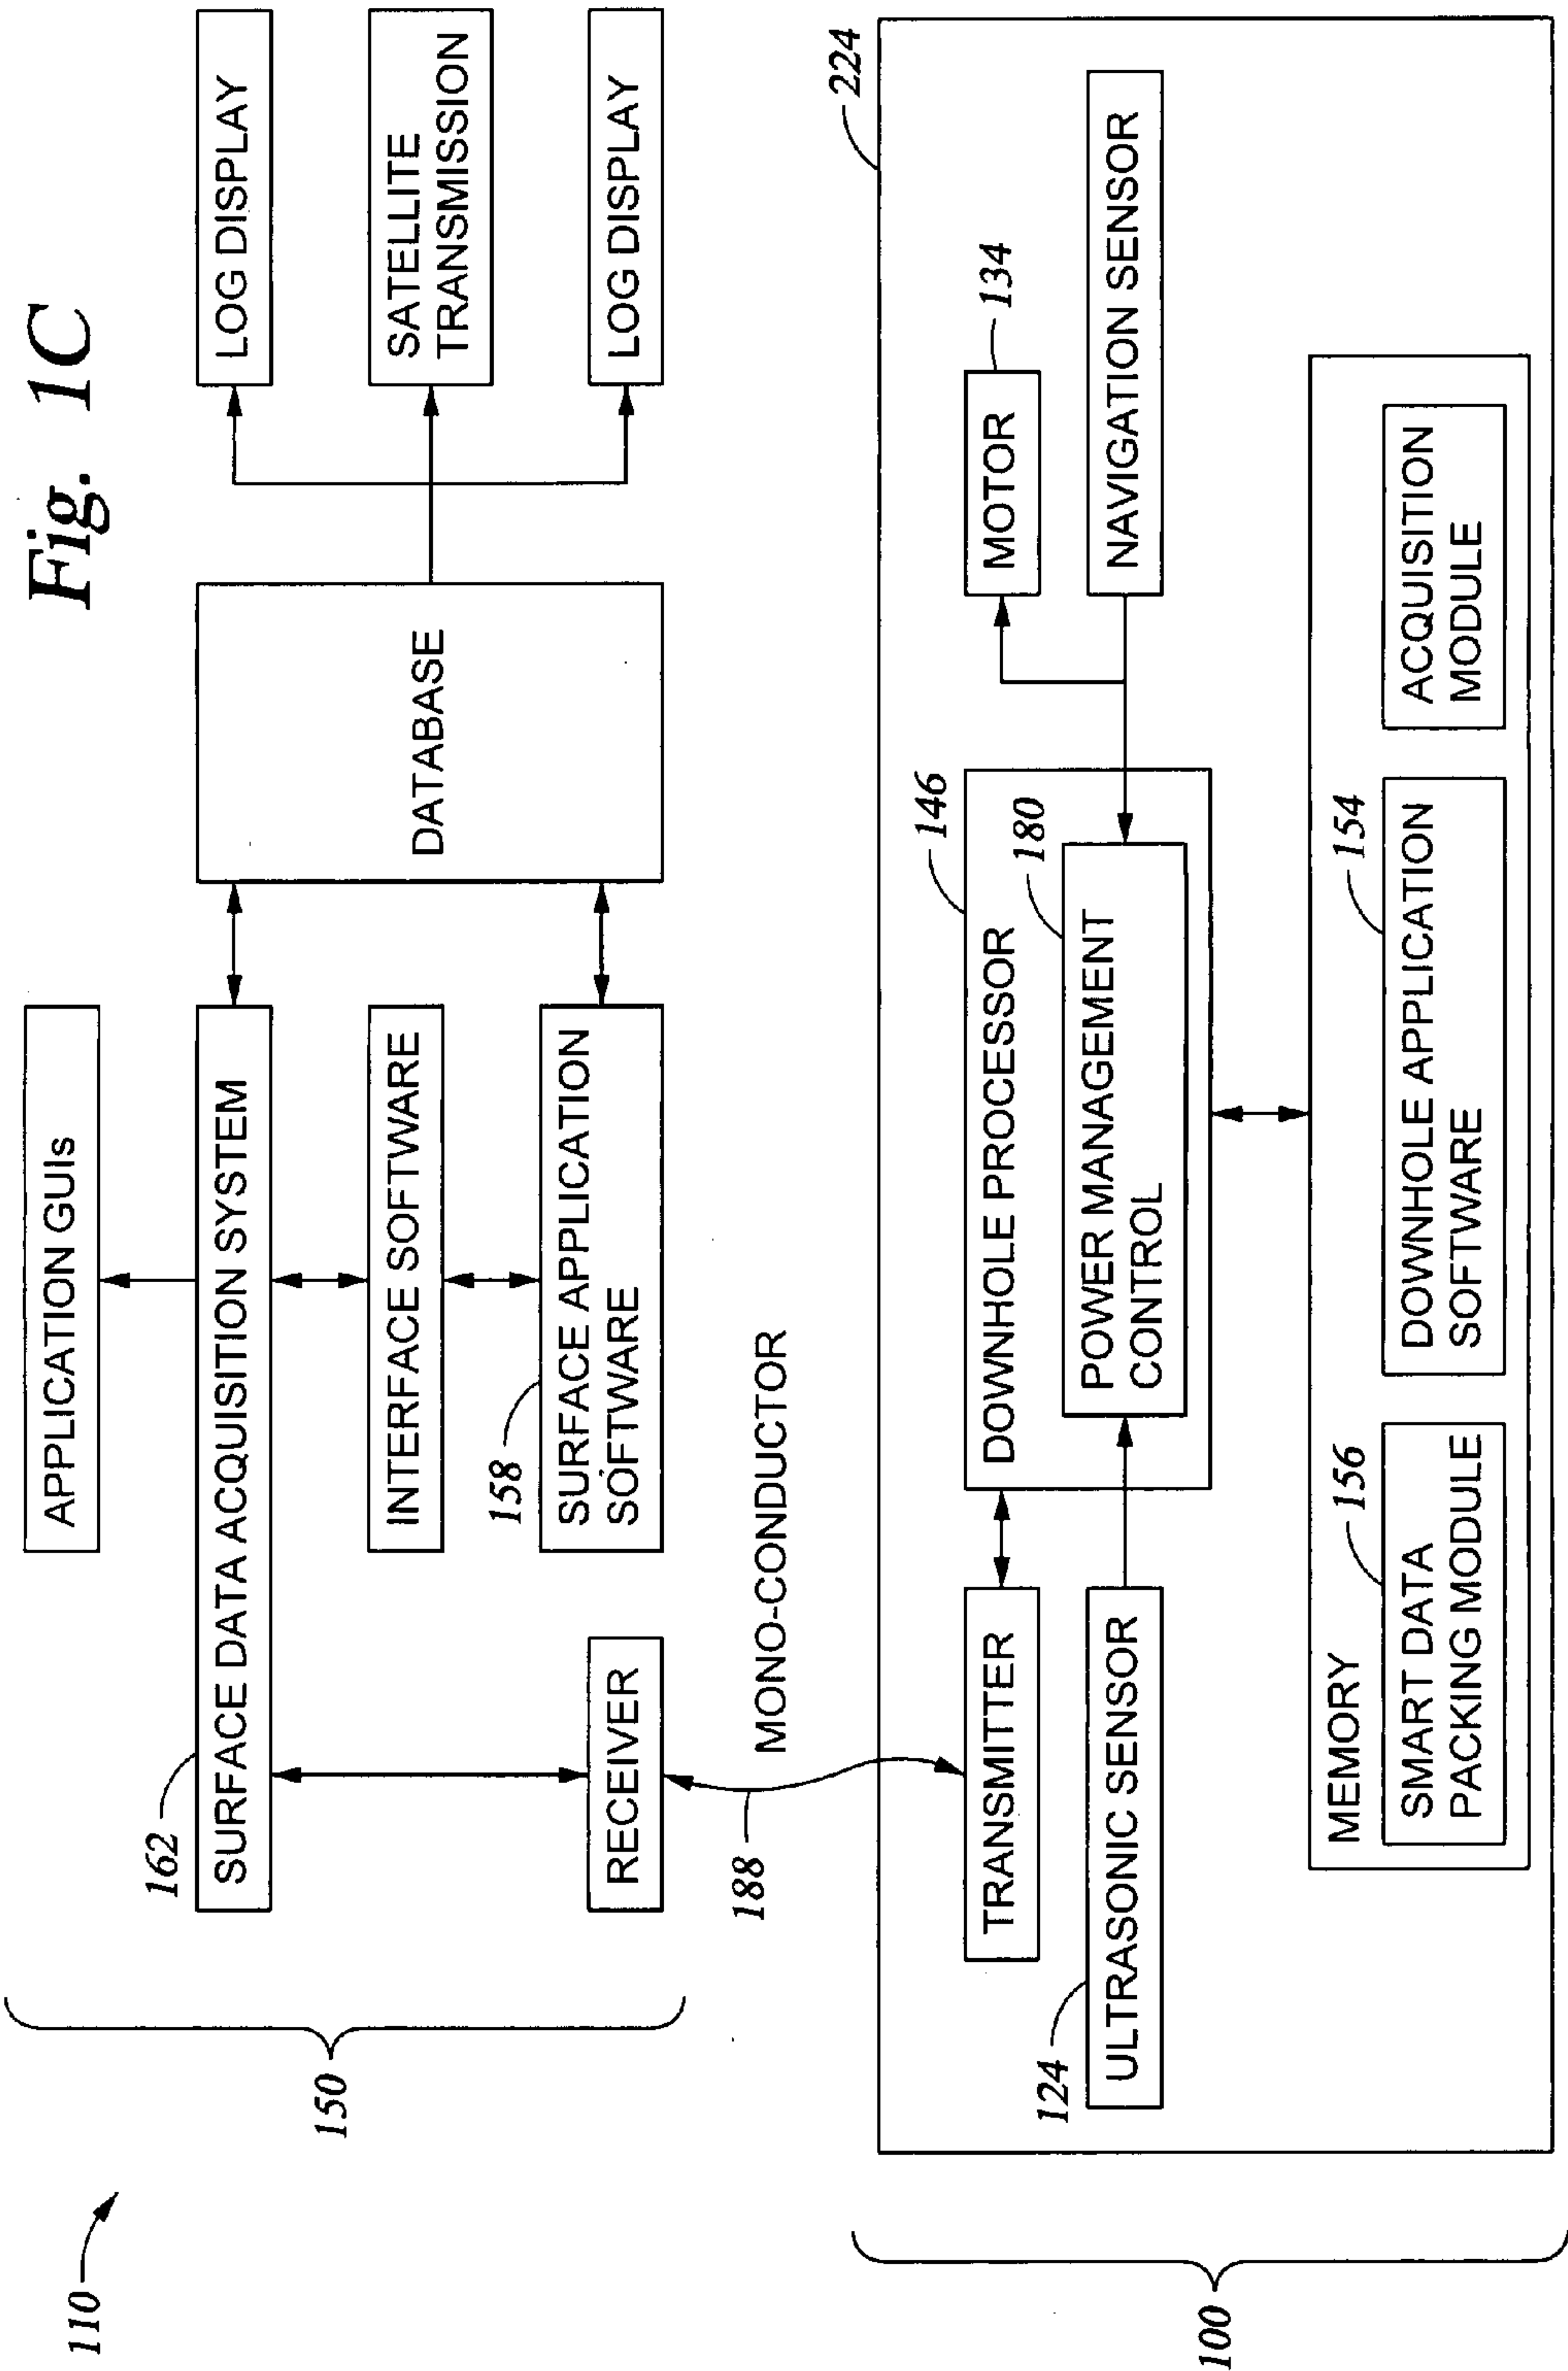 Fig. 1C
110
150
APPLICATION GUIs
162
SURFACE DATA ACQUISITION SYSTEM
INTERFACE SOFTWARE
158
SURFACE APPLICATION
SOFTWARE
RECEIVER
DATABASE
LOG DISPLAY
SATELLITE
TRANSMISSION
LOG DISPLAY
188
MONO-CONDUCTOR
100
224
TRANSMITTER
124
ULTRASONIC SENSOR
146
DOWNHOLE PROCESSOR
180
POWER MANAGEMENT
CONTROL
MOTOR
134
NAVIGATION SENSOR
MEMORY
156
SMART DATA
PACKING MODULE
154
DOWNHOLE APPLICATION
SOFTWARE
ACQUISITION
MODULE